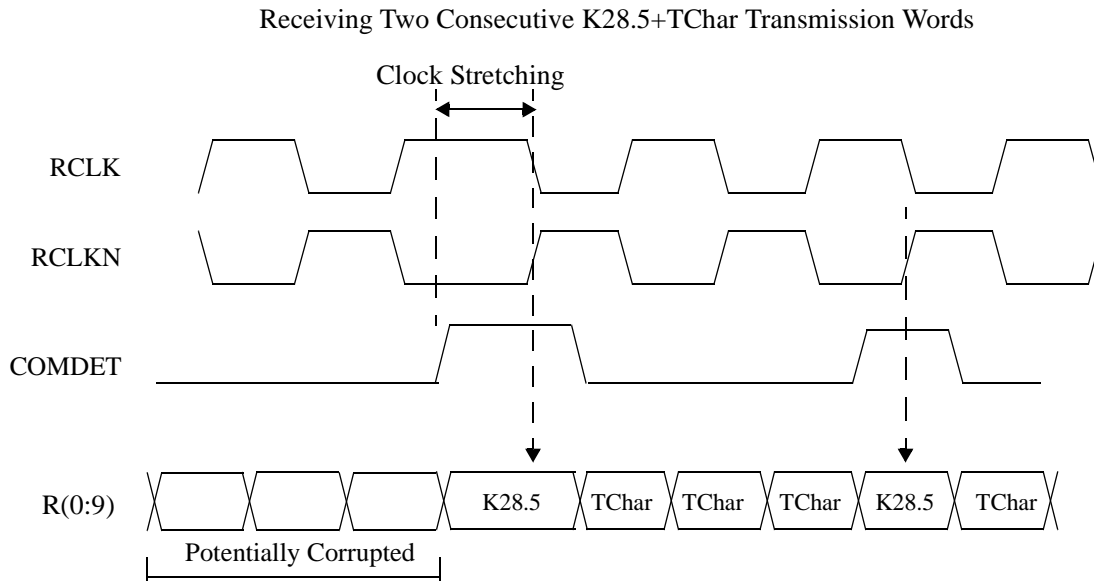 Receiving Two Consecutive K28.5+TChar Transmission Words
Clock Stretching
RCLK
RCLKN
COMDET
R(0:9)
K28.5 TChar TChar TChar K28.5 TChar
Potentially Corrupted